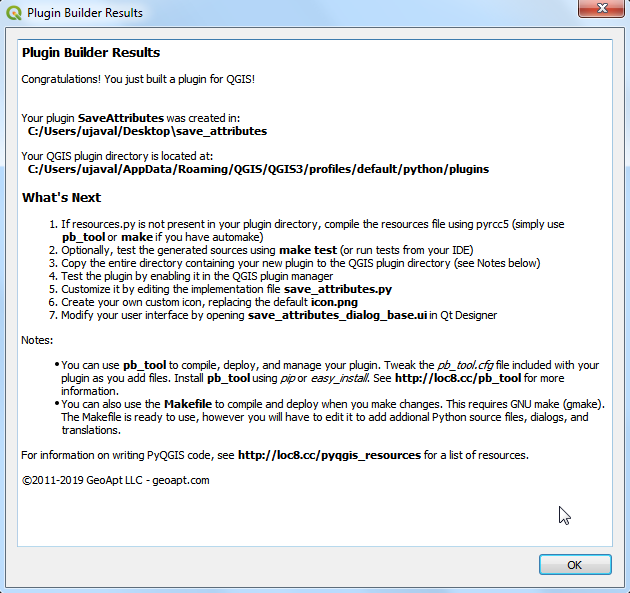 Plugin Builder Results
Plugin Builder Results
Congratulations! You just built a plugin for QGIS!
Your plugin SaveAttributes was created in:
C:/Users/ujaval/Desktop\save_attributes
Your QGIS plugin directory is located at:
C:/Users/ujaval/AppData/Roaming/QGIS/QGIS3/profiles/default/python/plugins
What's Next
1. If resources.py is not present in your plugin directory, compile the resources file using pyrcc5 (simply use
pb_tool or make if you have automake)
2. Optionally, test the generated sources using make test (or run tests from your IDE)
3. Copy the entire directory containing your new plugin to the QGIS plugin directory (see Notes below)
4. Test the plugin by enabling it in the QGIS plugin manager
5. Customize it by editing the implementation file save_attributes.py
6. Create your own custom icon, replacing the default icon.png
7. Modify your user interface by opening save_attributes_dialog_base.ui in Qt Designer
Notes:
• You can use pb_tool to compile, deploy, and manage your plugin. Tweak the pb_tool.cfg file included with your
plugin as you add files. Install pb_tool using pip or easy_install. See http://loc8.cc/pb_tool for more
information.
• You can also use the Makefile to compile and deploy when you make changes. This requires GNU make (gmake).
The Makefile is ready to use, however you will have to edit it to add addional Python source files, dialogs, and
translations.
For information on writing PyQGIS code, see http://loc8.cc/pyqgis_resources for a list of resources.
©2011-2019 GeoApt LLC - geoapt.com
OK